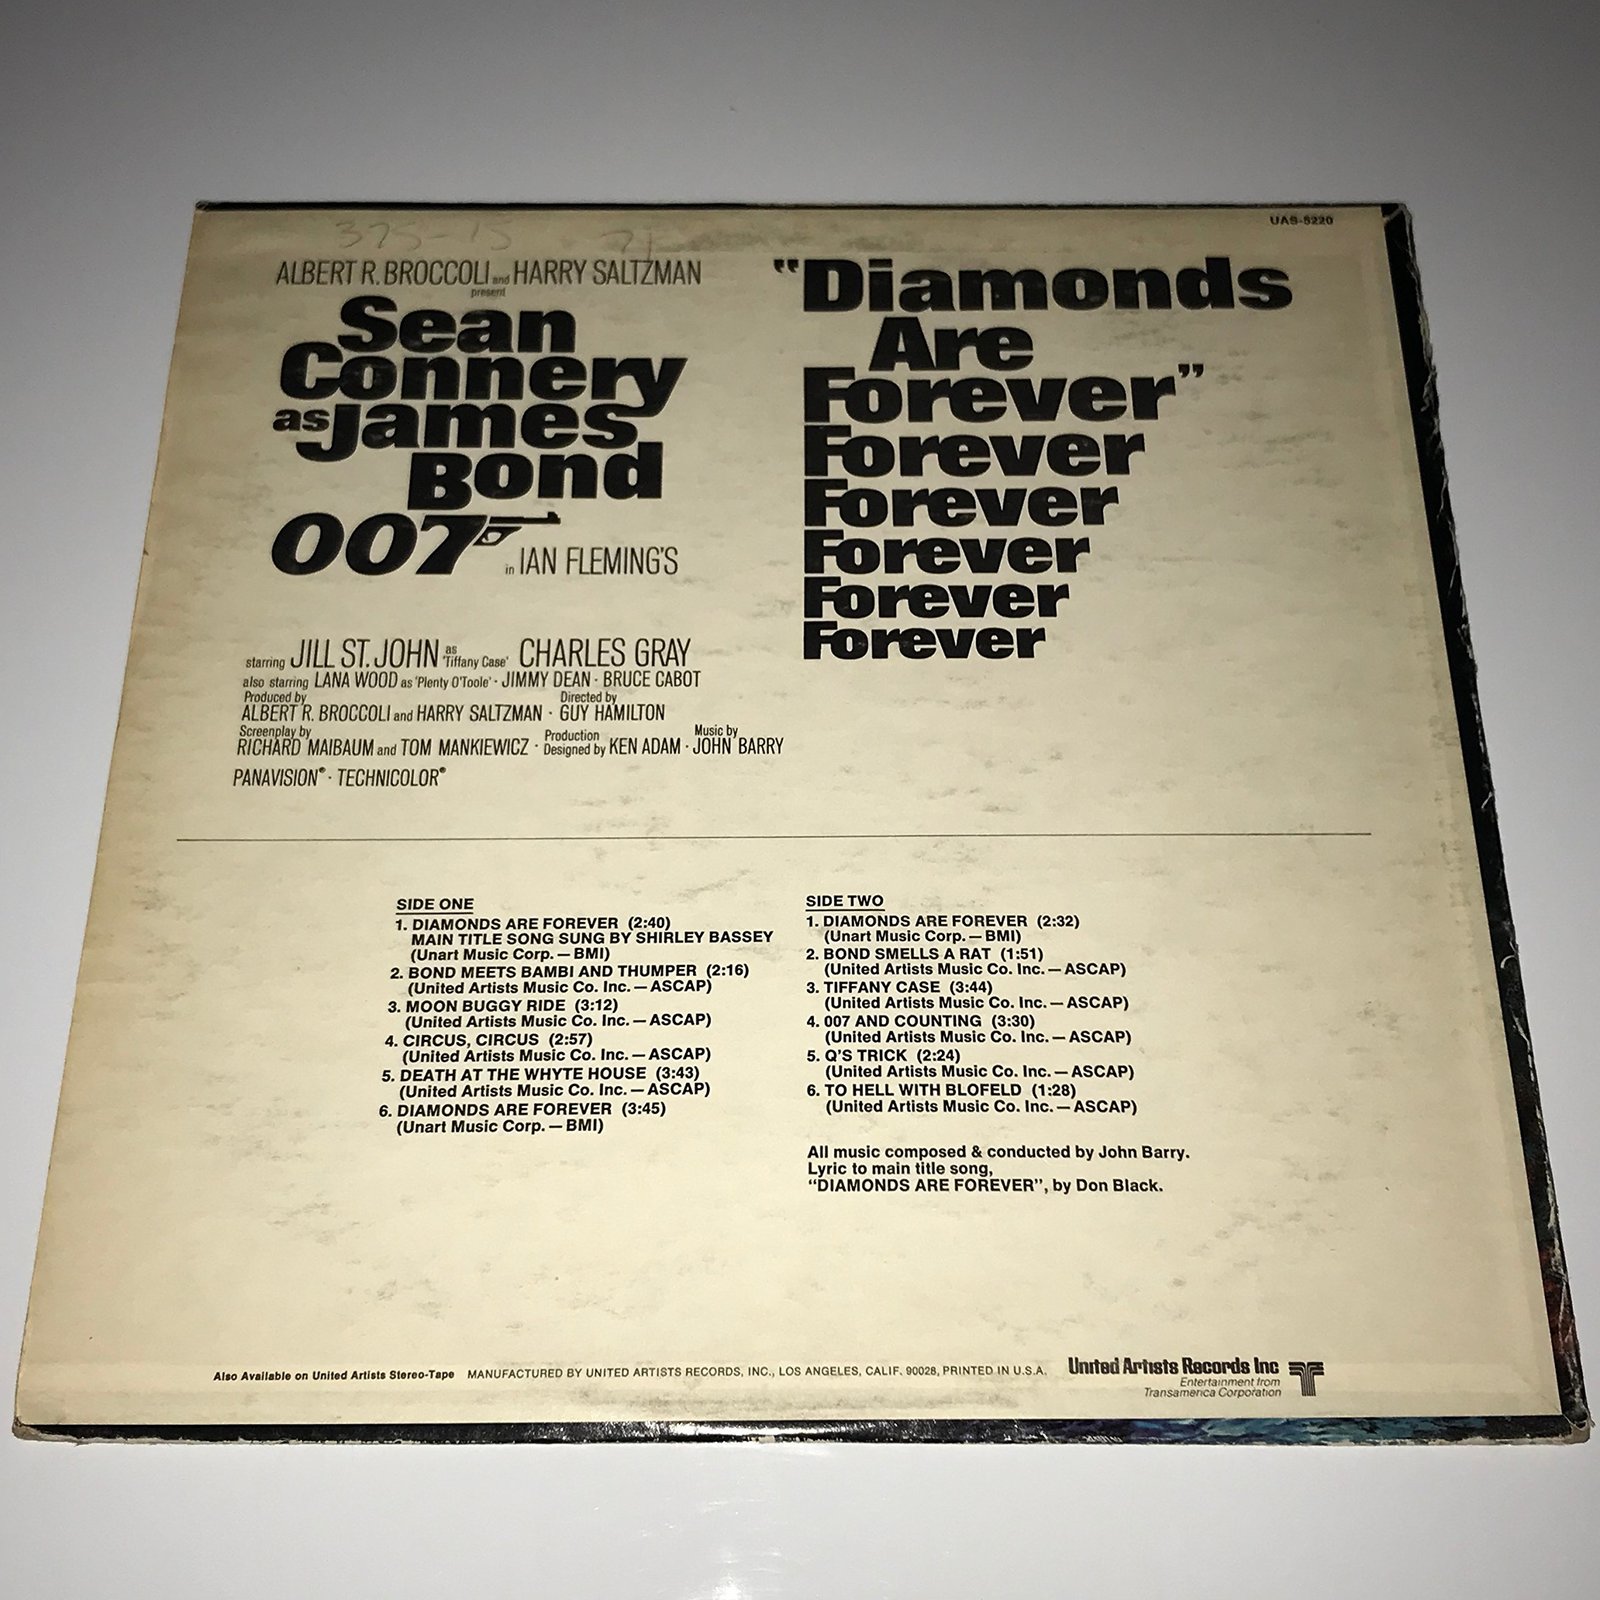 375-15 71
UAS-5220
ALBERT R. BROCCOLI and HARRY SALTZMAN
present
Sean
Connery
as James
Bond
007
in IAN FLEMING'S
"Diamonds
Are
Forever"
Forever
Forever
Forever
Forever
Forever
starring JILL ST. JOHN as 'Tiffany Case' CHARLES GRAY
also starring LANA WOOD as 'Plenty O'Toole' · JIMMY DEAN · BRUCE CABOT
Produced by ALBERT R. BROCCOLI and HARRY SALTZMAN · Directed by GUY HAMILTON
Screenplay by RICHARD MAIBAUM and TOM MANKIEWICZ · Production Designed by KEN ADAM · Music by JOHN BARRY
PANAVISION® · TECHNICOLOR®
SIDE ONE
1. DIAMONDS ARE FOREVER (2:40)
MAIN TITLE SONG SUNG BY SHIRLEY BASSEY
(Unart Music Corp. — BMI)
2. BOND MEETS BAMBI AND THUMPER (2:16)
(United Artists Music Co. Inc. — ASCAP)
3. MOON BUGGY RIDE (3:12)
(United Artists Music Co. Inc. — ASCAP)
4. CIRCUS, CIRCUS (2:57)
(United Artists Music Co. Inc. — ASCAP)
5. DEATH AT THE WHYTE HOUSE (3:43)
(United Artists Music Co. Inc. — ASCAP)
6. DIAMONDS ARE FOREVER (3:45)
(Unart Music Corp. — BMI)
SIDE TWO
1. DIAMONDS ARE FOREVER (2:32)
(Unart Music Corp. — BMI)
2. BOND SMELLS A RAT (1:51)
(United Artists Music Co. Inc. — ASCAP)
3. TIFFANY CASE (3:44)
(United Artists Music Co. Inc. — ASCAP)
4. 007 AND COUNTING (3:30)
(United Artists Music Co. Inc. — ASCAP)
5. Q'S TRICK (2:24)
(United Artists Music Co. Inc. — ASCAP)
6. TO HELL WITH BLOFELD (1:28)
(United Artists Music Co. Inc. — ASCAP)
All music composed & conducted by John Barry.
Lyric to main title song,
"DIAMONDS ARE FOREVER", by Don Black.
Also Available on United Artists Stereo-Tape MANUFACTURED BY UNITED ARTISTS RECORDS, INC., LOS ANGELES, CALIF. 90028, PRINTED IN U.S.A.
United Artists Records Inc
Entertainment from
Transamerica Corporation